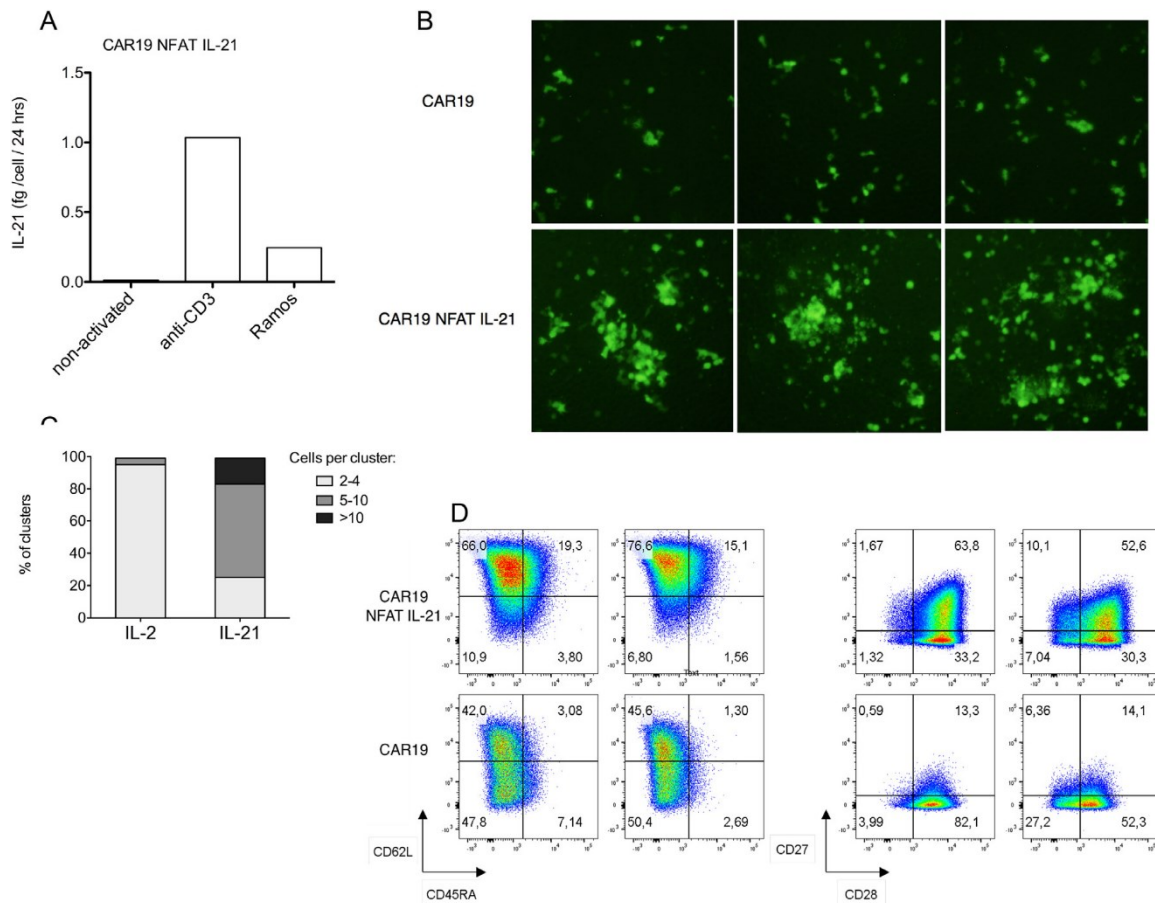 A
CAR19 NFAT IL-21
IL-21 (fg /cell / 24 hrs)
1.5
1.0
0.5
0.0
non-activated
anti-CD3
Ramos
B
CAR19
CAR19 NFAT IL-21
% of clusters
100
80
60
40
20
0
IL-2
IL-21
Cells per cluster:
2-4
5-10
>10
D
CAR19
NFAT IL-21
66,0 19,3
10,9 3,80
76,6 15,1
6,80 1,56
Text
1,67 63,8
1,32 33,2
10,1 52,6
7,04 30,3
CAR19
42,0 3,08
47,8 7,14
45,6 1,30
50,4 2,69
0,59 13,3
3,99 82,1
6,36 14,1
27,2 52,3
CD62L
CD45RA
CD27
CD28